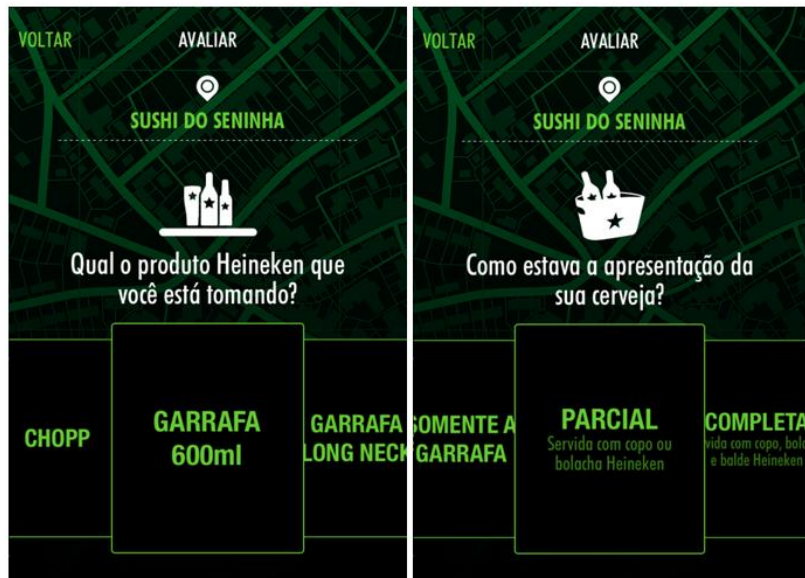 VOLTAR
AVALIAR
SUSHI DO SENINHA
Qual o produto Heineken que
você está tomando?
CHOPP
GARRAFA
600ml
GARRAFA
LONG NECK
VOLTAR
AVALIAR
SUSHI DO SENINHA
Como estava a apresentação da
sua cerveja?
SOMENTE A
GARRAFA
PARCIAL
Servida com copo ou
bolacha Heineken
COMPLETA
com copo,
e balde Heineken